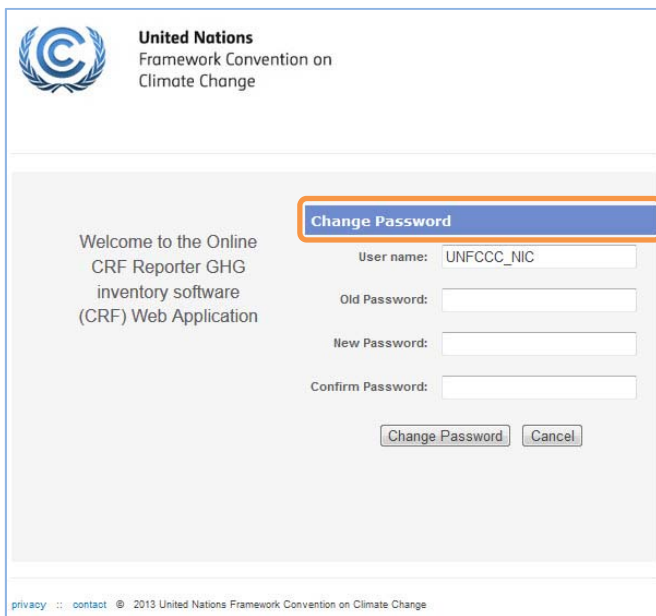 United Nations
Framework Convention on
Climate Change
Welcome to the Online
CRF Reporter GHG
inventory software
(CRF) Web Application
Change Password
User name: UNFCCC_NIC
Old Password:
New Password:
Confirm Password:
Change Password Cancel
privacy :: contact © 2013 United Nations Framework Convention on Climate Change